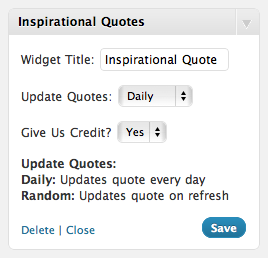 Inspirational Quotes
Widget Title: Inspirational Quote
Update Quotes: Daily
Give Us Credit? Yes
Update Quotes:
Daily: Updates quote every day
Random: Updates quote on refresh
Delete | Close Save